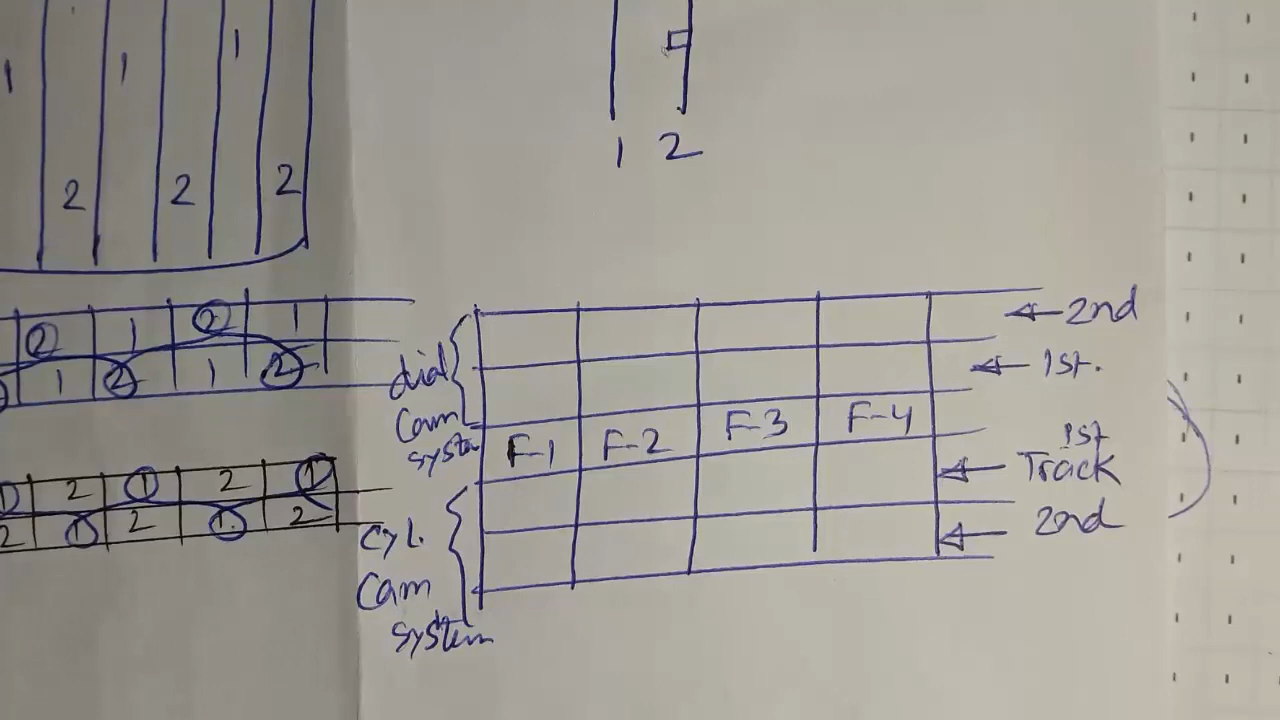 1 1 1
2 2 2
1 2
2 1 2 1
1 2 1 2
1 2 1 2 1
2 1 2 1 2
← 2nd
← 1st.
dial
Cam
system
F-1 F-2 F-3 F-4
1st
← Track
← 2nd
Cyl.
Cam
system